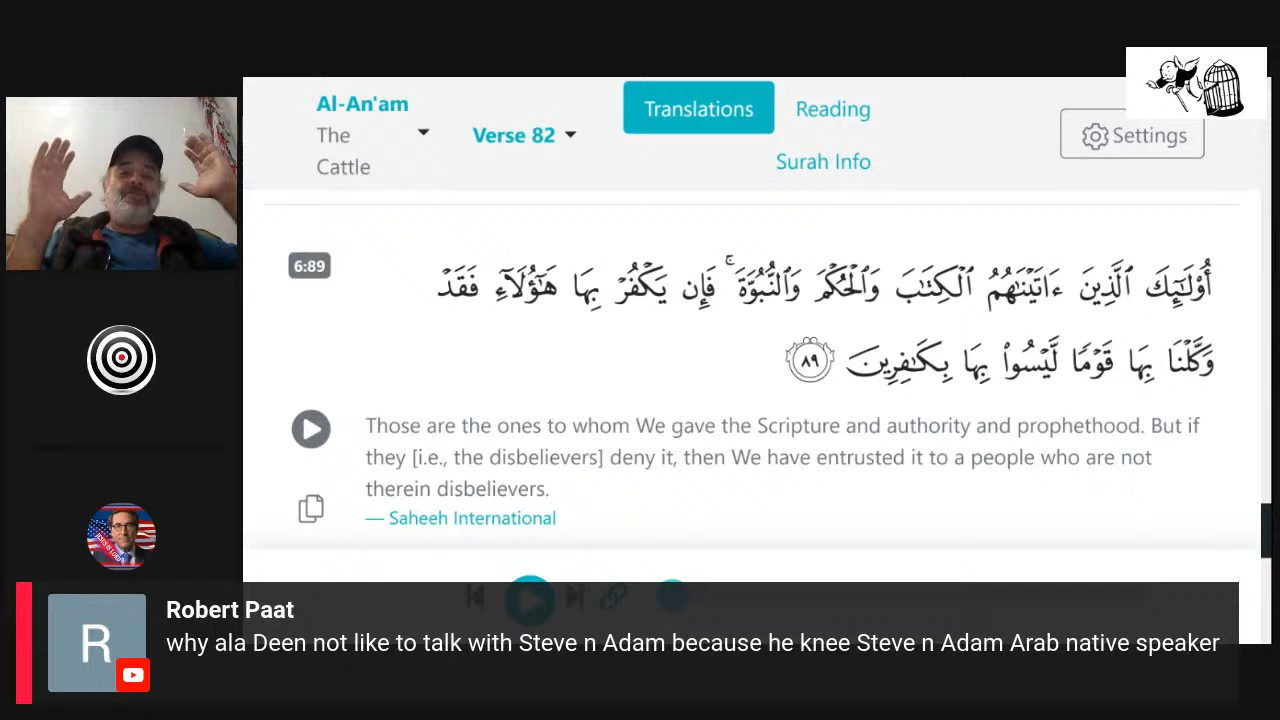 Al-An'am
The
Cattle
Verse 82
Translations
Reading
Surah Info
Settings
6:89
أُوْلَـٰٓئِكَ ٱلَّذِينَ ءَاتَيۡنَٰهُمُ ٱلۡكِتَٰبَ وَٱلۡحُكۡمَ وَٱلنُّبُوَّةَۚ فَإِن يَكۡفُرۡ بِهَا هَـٰٓؤُلَآءِ فَقَدۡ
وَكَّلۡنَا بِهَا قَوۡمٗا لَّيۡسُواْ بِهَا بِكَٰفِرِينَ ٨٩
Those are the ones to whom We gave the Scripture and authority and prophethood. But if
they [i.e., the disbelievers] deny it, then We have entrusted it to a people who are not
therein disbelievers.
— Saheeh International
JESUS IS LORD
R
Robert Paat
why ala Deen not like to talk with Steve n Adam because he knee Steve n Adam Arab native speaker